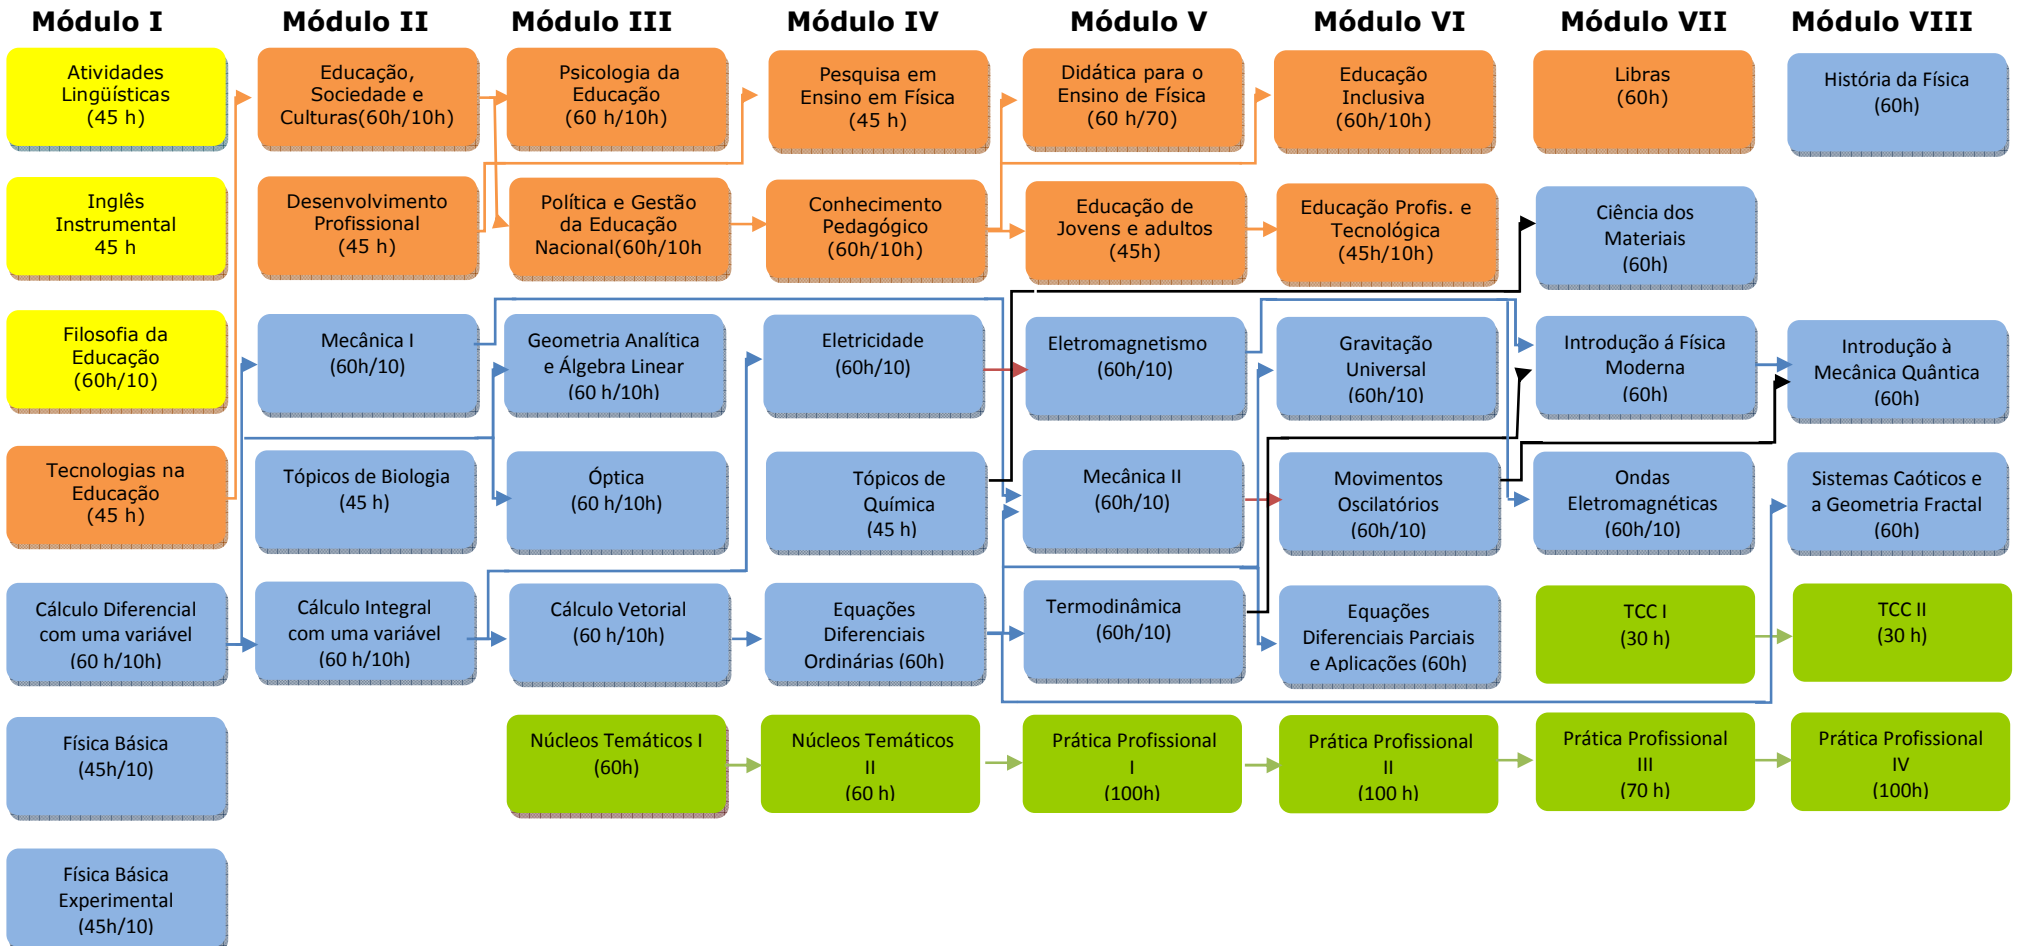 Módulo I
Módulo II
Módulo III
Módulo IV
Módulo V
Módulo VI
Módulo VII
Módulo VIII
Atividades
Lingüísticas
(45 h)
Educação,
Sociedade e
Culturas(60h/10h)
Psicologia da
Educação
(60 h/10h)
Pesquisa em
Ensino em Física
(45 h)
Didática para o
Ensino de Física
(60 h/70)
Educação
Inclusiva
(60h/10h)
Libras
(60h)
História da Física
(60h)
Inglês
Instrumental
45 h
Desenvolvimento
Profissional
(45 h)
Política e Gestão
da Educação
Nacional(60h/10h
Conhecimento
Pedagógico
(60h/10h)
Educação de
Jovens e adultos
(45h)
Educação Profis. e
Tecnológica
(45h/10h)
Ciência dos
Materiais
(60h)
Filosofia da
Educação
(60h/10)
Mecânica I
(60h/10)
Geometria Analítica
e Álgebra Linear
(60 h/10h)
Eletricidade
(60h/10)
Eletromagnetismo
(60h/10)
Gravitação
Universal
(60h/10)
Introdução á Física
Moderna
(60h)
Introdução à
Mecânica Quântica
(60h)
Tecnologias na
Educação
(45 h)
Tópicos de Biologia
(45 h)
Óptica
(60 h/10h)
Tópicos de
Química
(45 h)
Mecânica II
(60h/10)
Movimentos
Oscilatórios
(60h/10)
Ondas
Eletromagnéticas
(60h/10)
Sistemas Caóticos e
a Geometria Fractal
(60h)
Cálculo Diferencial
com uma variável
(60 h/10h)
Cálculo Integral
com uma variável
(60 h/10h)
Cálculo Vetorial
(60 h/10h)
Equações
Diferenciais
Ordinárias (60h)
Termodinâmica
(60h/10)
Equações
Diferenciais Parciais
e Aplicações (60h)
TCC I
(30 h)
TCC II
(30 h)
Física Básica
(45h/10)
Núcleos Temáticos I
(60h)
Núcleos Temáticos
II
(60 h)
Prática Profissional
I
(100h)
Prática Profissional
II
(100 h)
Prática Profissional
III
(70 h)
Prática Profissional
IV
(100h)
Física Básica
Experimental
(45h/10)